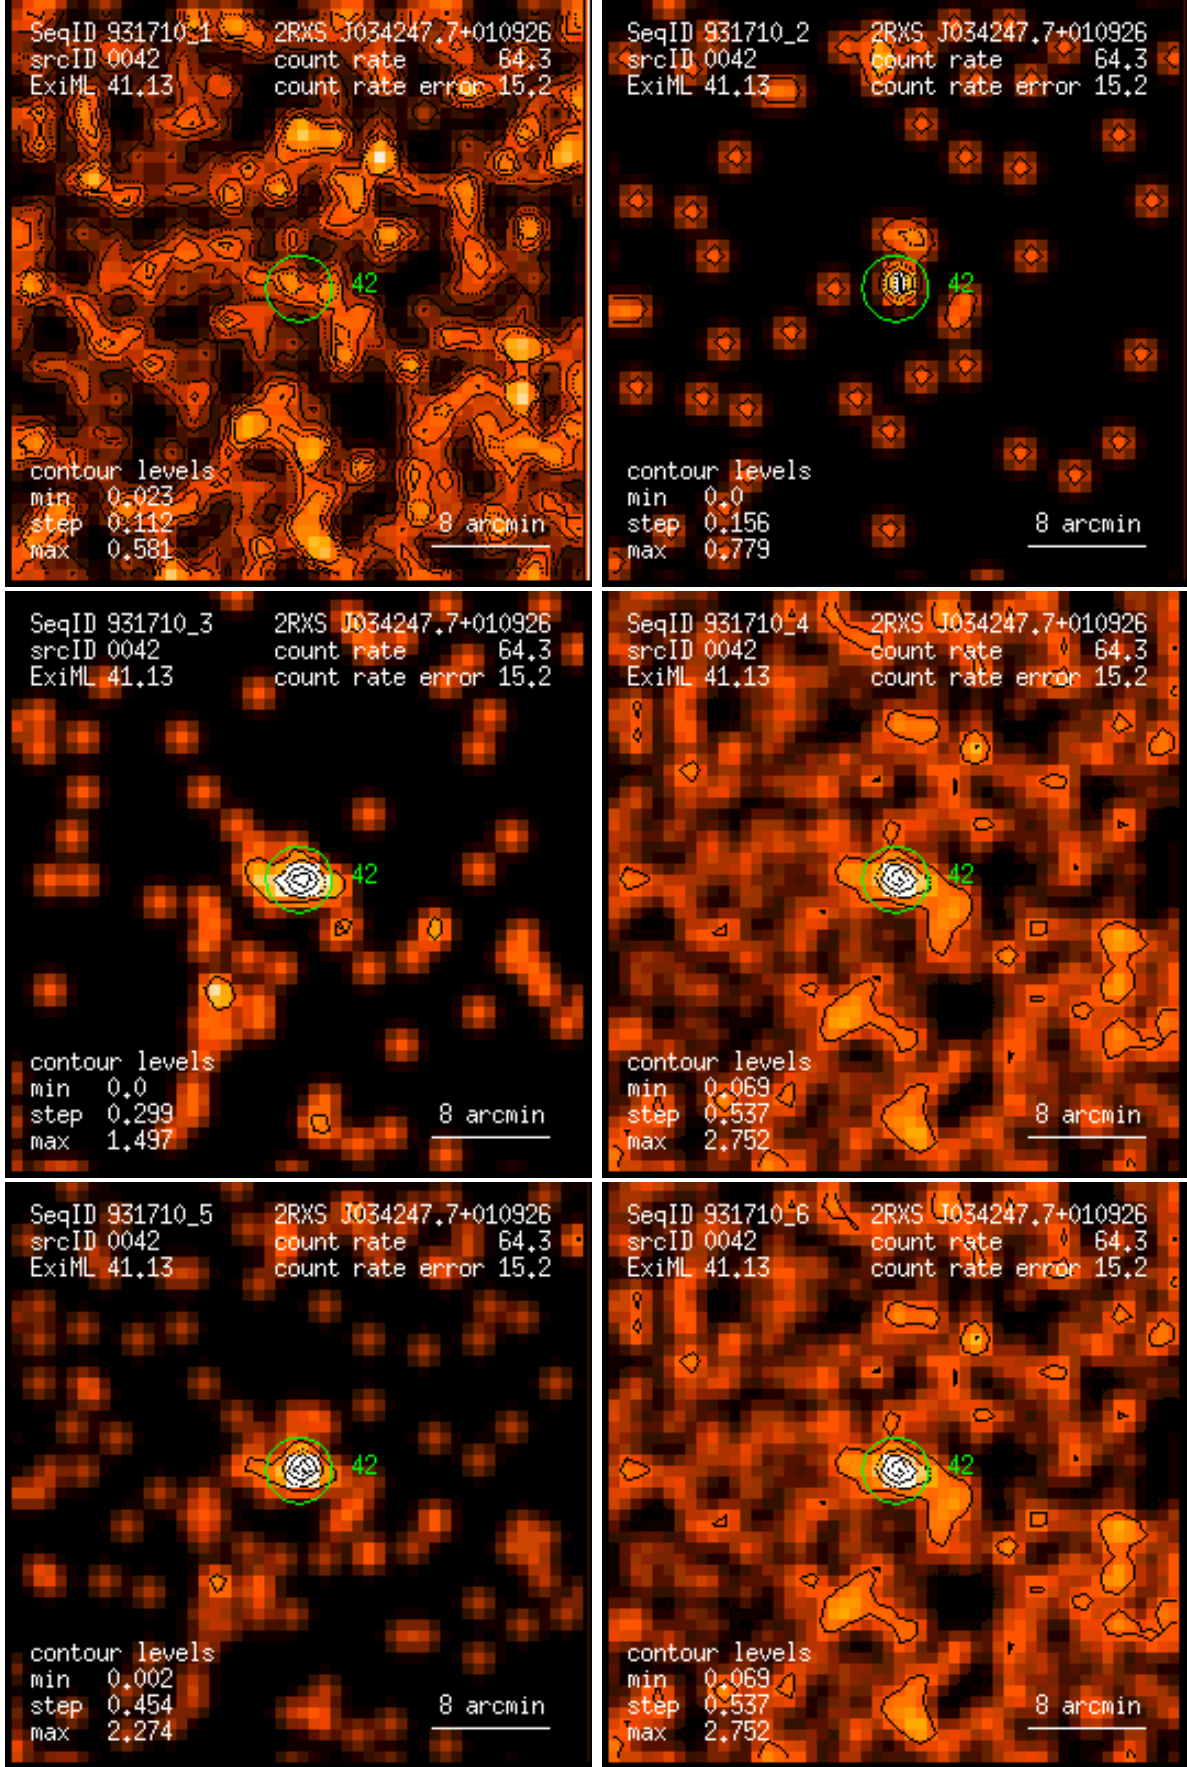 SeqID 931710_1 2RXS J034247.7+010926
srcID 0042 count rate 64.3
ExiML 41.13 count rate error 15.2
42
contour levels
min 0.023
step 0.112
max 0.581
8 arcmin
SeqID 931710_2 2RXS J034247.7+010926
srcID 0042 count rate 64.3
ExiML 41.13 count rate error 15.2
42
contour levels
min 0.0
step 0.156
max 0.779
8 arcmin
SeqID 931710_3 2RXS J034247.7+010926
srcID 0042 count rate 64.3
ExiML 41.13 count rate error 15.2
42
contour levels
min 0.0
step 0.299
max 1.497
8 arcmin
SeqID 931710_4 2RXS J034247.7+010926
srcID 0042 count rate 64.3
ExiML 41.13 count rate error 15.2
42
contour levels
min 0.069
step 0.537
max 2.752
8 arcmin
SeqID 931710_5 2RXS J034247.7+010926
srcID 0042 count rate 64.3
ExiML 41.13 count rate error 15.2
42
contour levels
min 0.002
step 0.454
max 2.274
8 arcmin
SeqID 931710_6 2RXS J034247.7+010926
srcID 0042 count rate 64.3
ExiML 41.13 count rate error 15.2
42
contour levels
min 0.069
step 0.537
max 2.752
8 arcmin